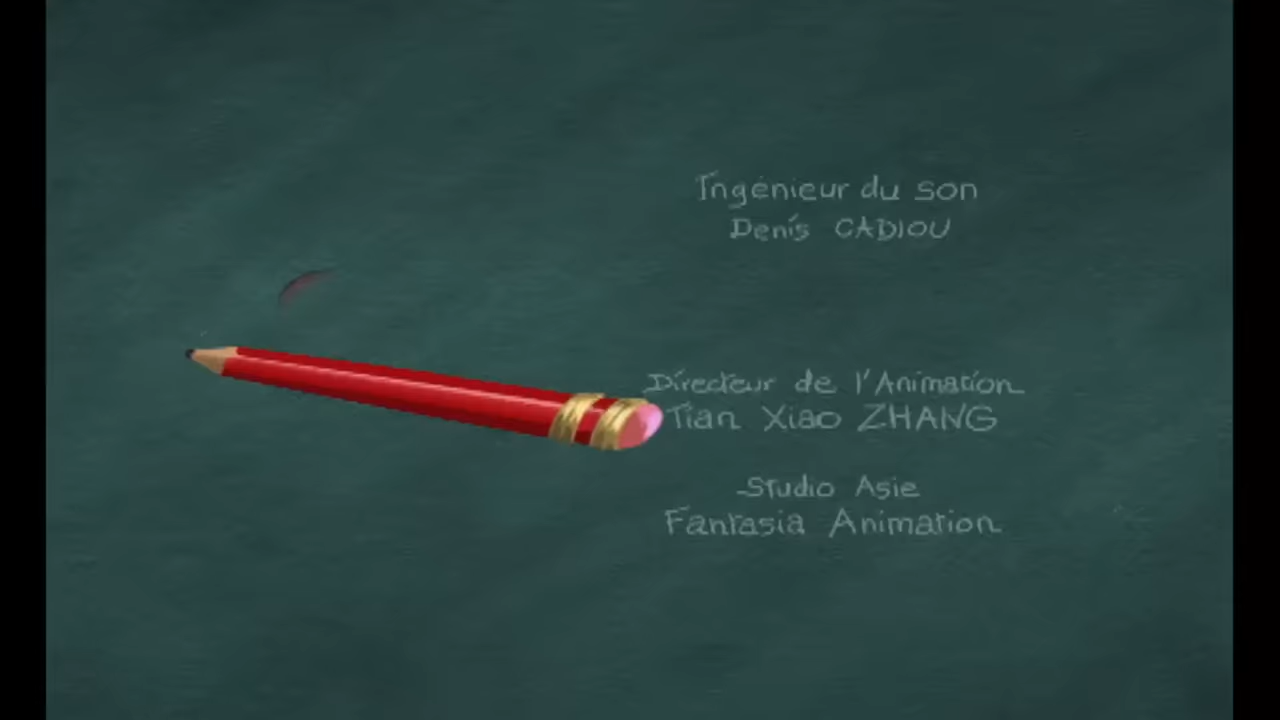 Ingénieur du son
Denis CADIOU
Directeur de l'Animation
Tian Xiao ZHANG
Studio Asie
Fantasia Animation